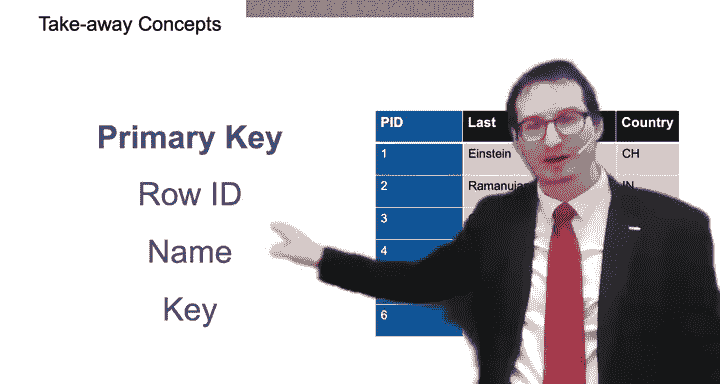 Take-away Concepts
Primary Key
Row ID
Name
Key
PID Last Country
1 Einstein CH
2
3
4
6